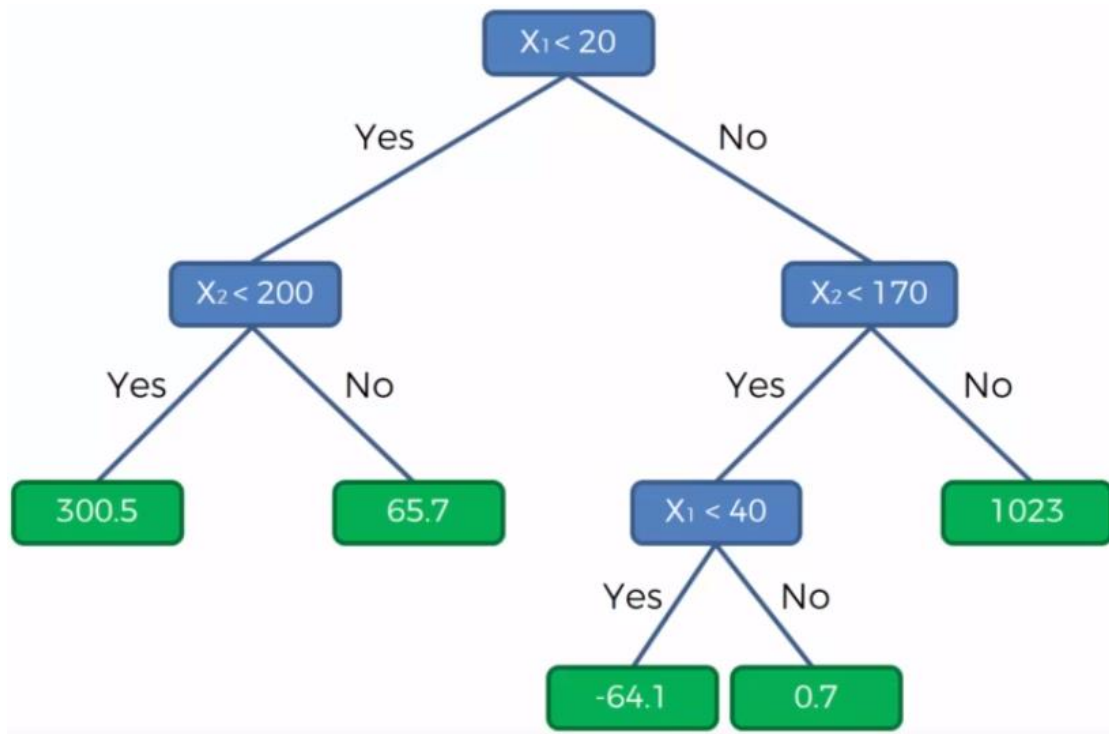 X₁ < 20
Yes
No
X₂ < 200
X₂ < 170
Yes
No
Yes
No
300.5
65.7
X₁ < 40
1023
Yes
No
-64.1
0.7